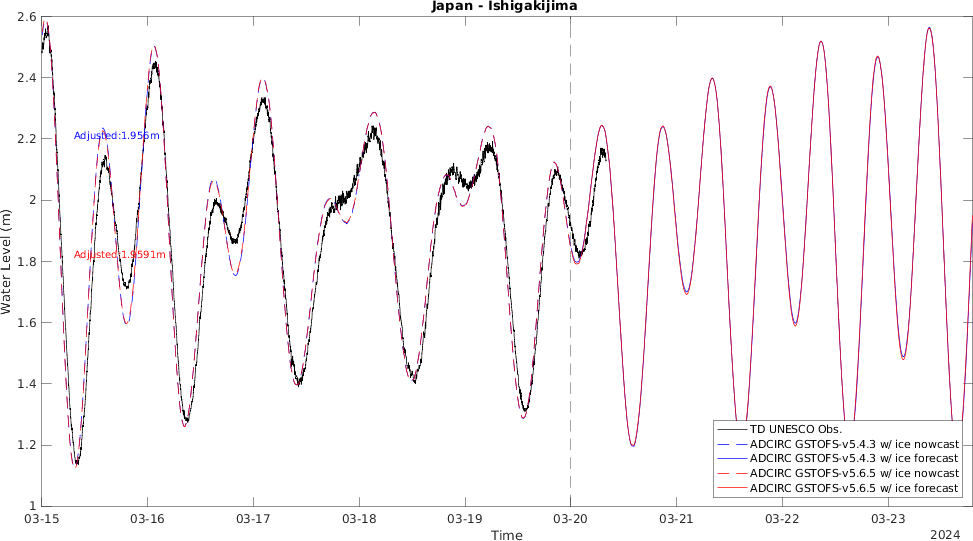 Japan - Ishigakijima
Water Level (m)
2.6
2.4
2.2
2
1.8
1.6
1.4
1.2
1
Adjusted:1.956m
Adjusted:1.9591m
TD UNESCO Obs.
ADCIRC GSTOFS-v5.4.3 w/ ice nowcast
ADCIRC GSTOFS-v5.4.3 w/ ice forecast
ADCIRC GSTOFS-v5.6.5 w/ ice nowcast
ADCIRC GSTOFS-v5.6.5 w/ ice forecast
03-15 03-16 03-17 03-18 03-19 03-20 03-21 03-22 03-23
Time
2024